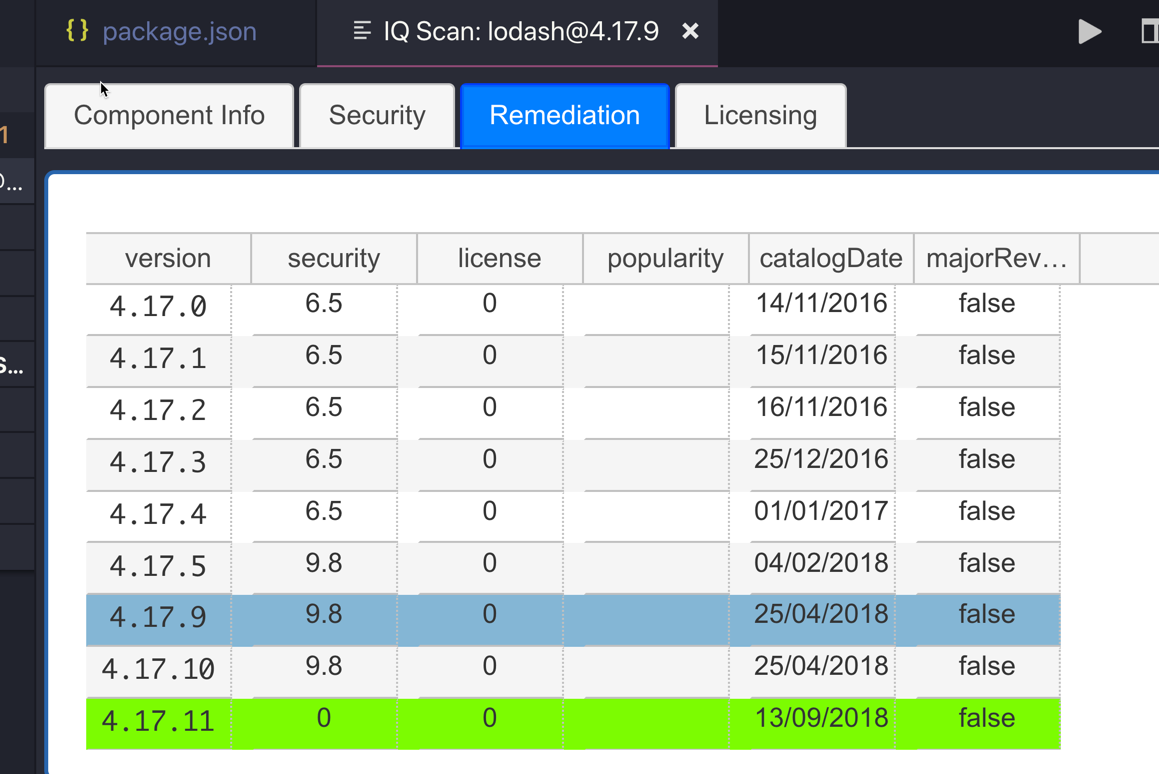 {} package.json IQ Scan: lodash@4.17.9 ×
Component Info Security Remediation Licensing
1
...
s...
version security license popularity catalogDate majorRev...
4.17.0 6.5 0 14/11/2016 false
4.17.1 6.5 0 15/11/2016 false
4.17.2 6.5 0 16/11/2016 false
4.17.3 6.5 0 25/12/2016 false
4.17.4 6.5 0 01/01/2017 false
4.17.5 9.8 0 04/02/2018 false
4.17.9 9.8 0 25/04/2018 false
4.17.10 9.8 0 25/04/2018 false
4.17.11 0 0 13/09/2018 false